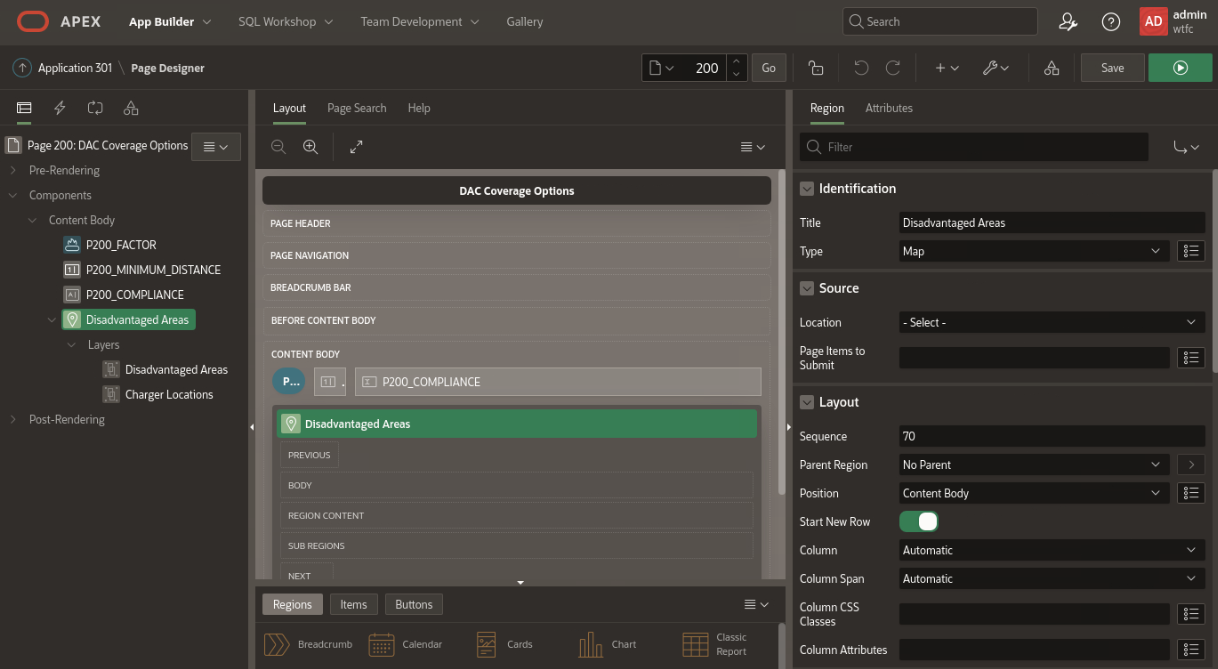 APEX App Builder SQL Workshop Team Development Gallery Search AD admin
wtfc
Application 301 \ Page Designer 200 Go Save
Page 200: DAC Coverage Options
Pre-Rendering
Components
Content Body
P200_FACTOR
P200_MINIMUM_DISTANCE
P200_COMPLIANCE
Disadvantaged Areas
Layers
Disadvantaged Areas
Charger Locations
Post-Rendering
Layout Page Search Help
DAC Coverage Options
PAGE HEADER
PAGE NAVIGATION
BREADCRUMB BAR
BEFORE CONTENT BODY
CONTENT BODY
P... . P200_COMPLIANCE
Disadvantaged Areas
PREVIOUS
BODY
REGION CONTENT
SUB REGIONS
NEXT
Regions Items Buttons
Breadcrumb Calendar Cards Chart Classic
Report
Region Attributes
Filter
Identification
Title Disadvantaged Areas
Type Map
Source
Location - Select -
Page Items to
Submit
Layout
Sequence 70
Parent Region No Parent
Position Content Body
Start New Row
Column Automatic
Column Span Automatic
Column CSS
Classes
Column Attributes